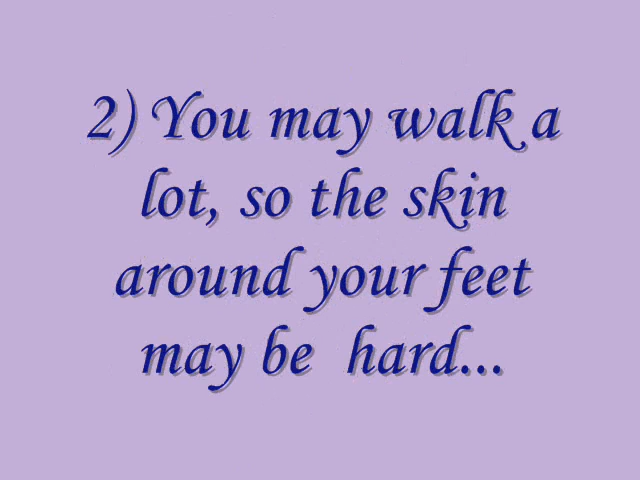 2) You may walk a
lot, so the skin
around your feet
may be  hard...